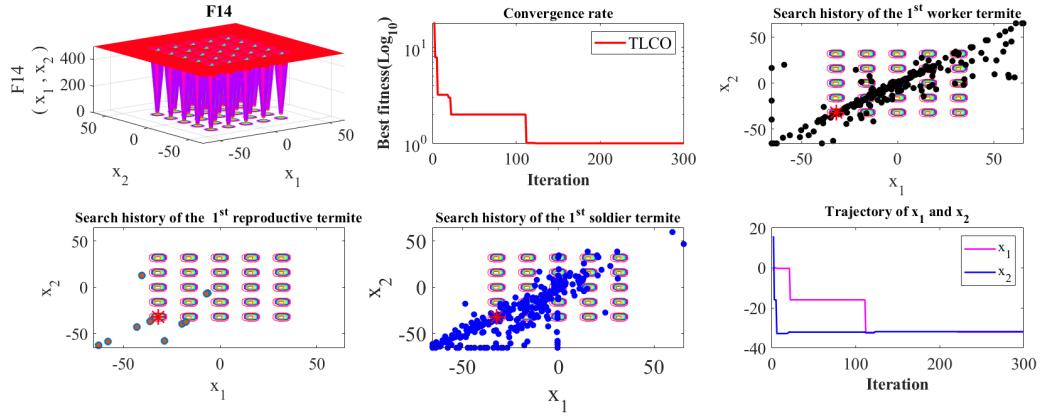 F14
F14
( x1 , x2 )
400
200
0
50
0
-50
x2
-50
0
50
x1
Convergence rate
Best fitness(Log10)
10^1
10^0
TLCO
0
100
200
300
Iteration
Search history of the 1st worker termite
x2
50
0
-50
-50
0
50
x1
Search history of the 1st reproductive termite
x2
50
0
-50
-50
0
50
x1
Search history of the 1st soldier termite
x2
50
0
-50
-50
0
50
x1
Trajectory of x1 and x2
20
0
-20
-40
x1
x2
0
100
200
300
Iteration